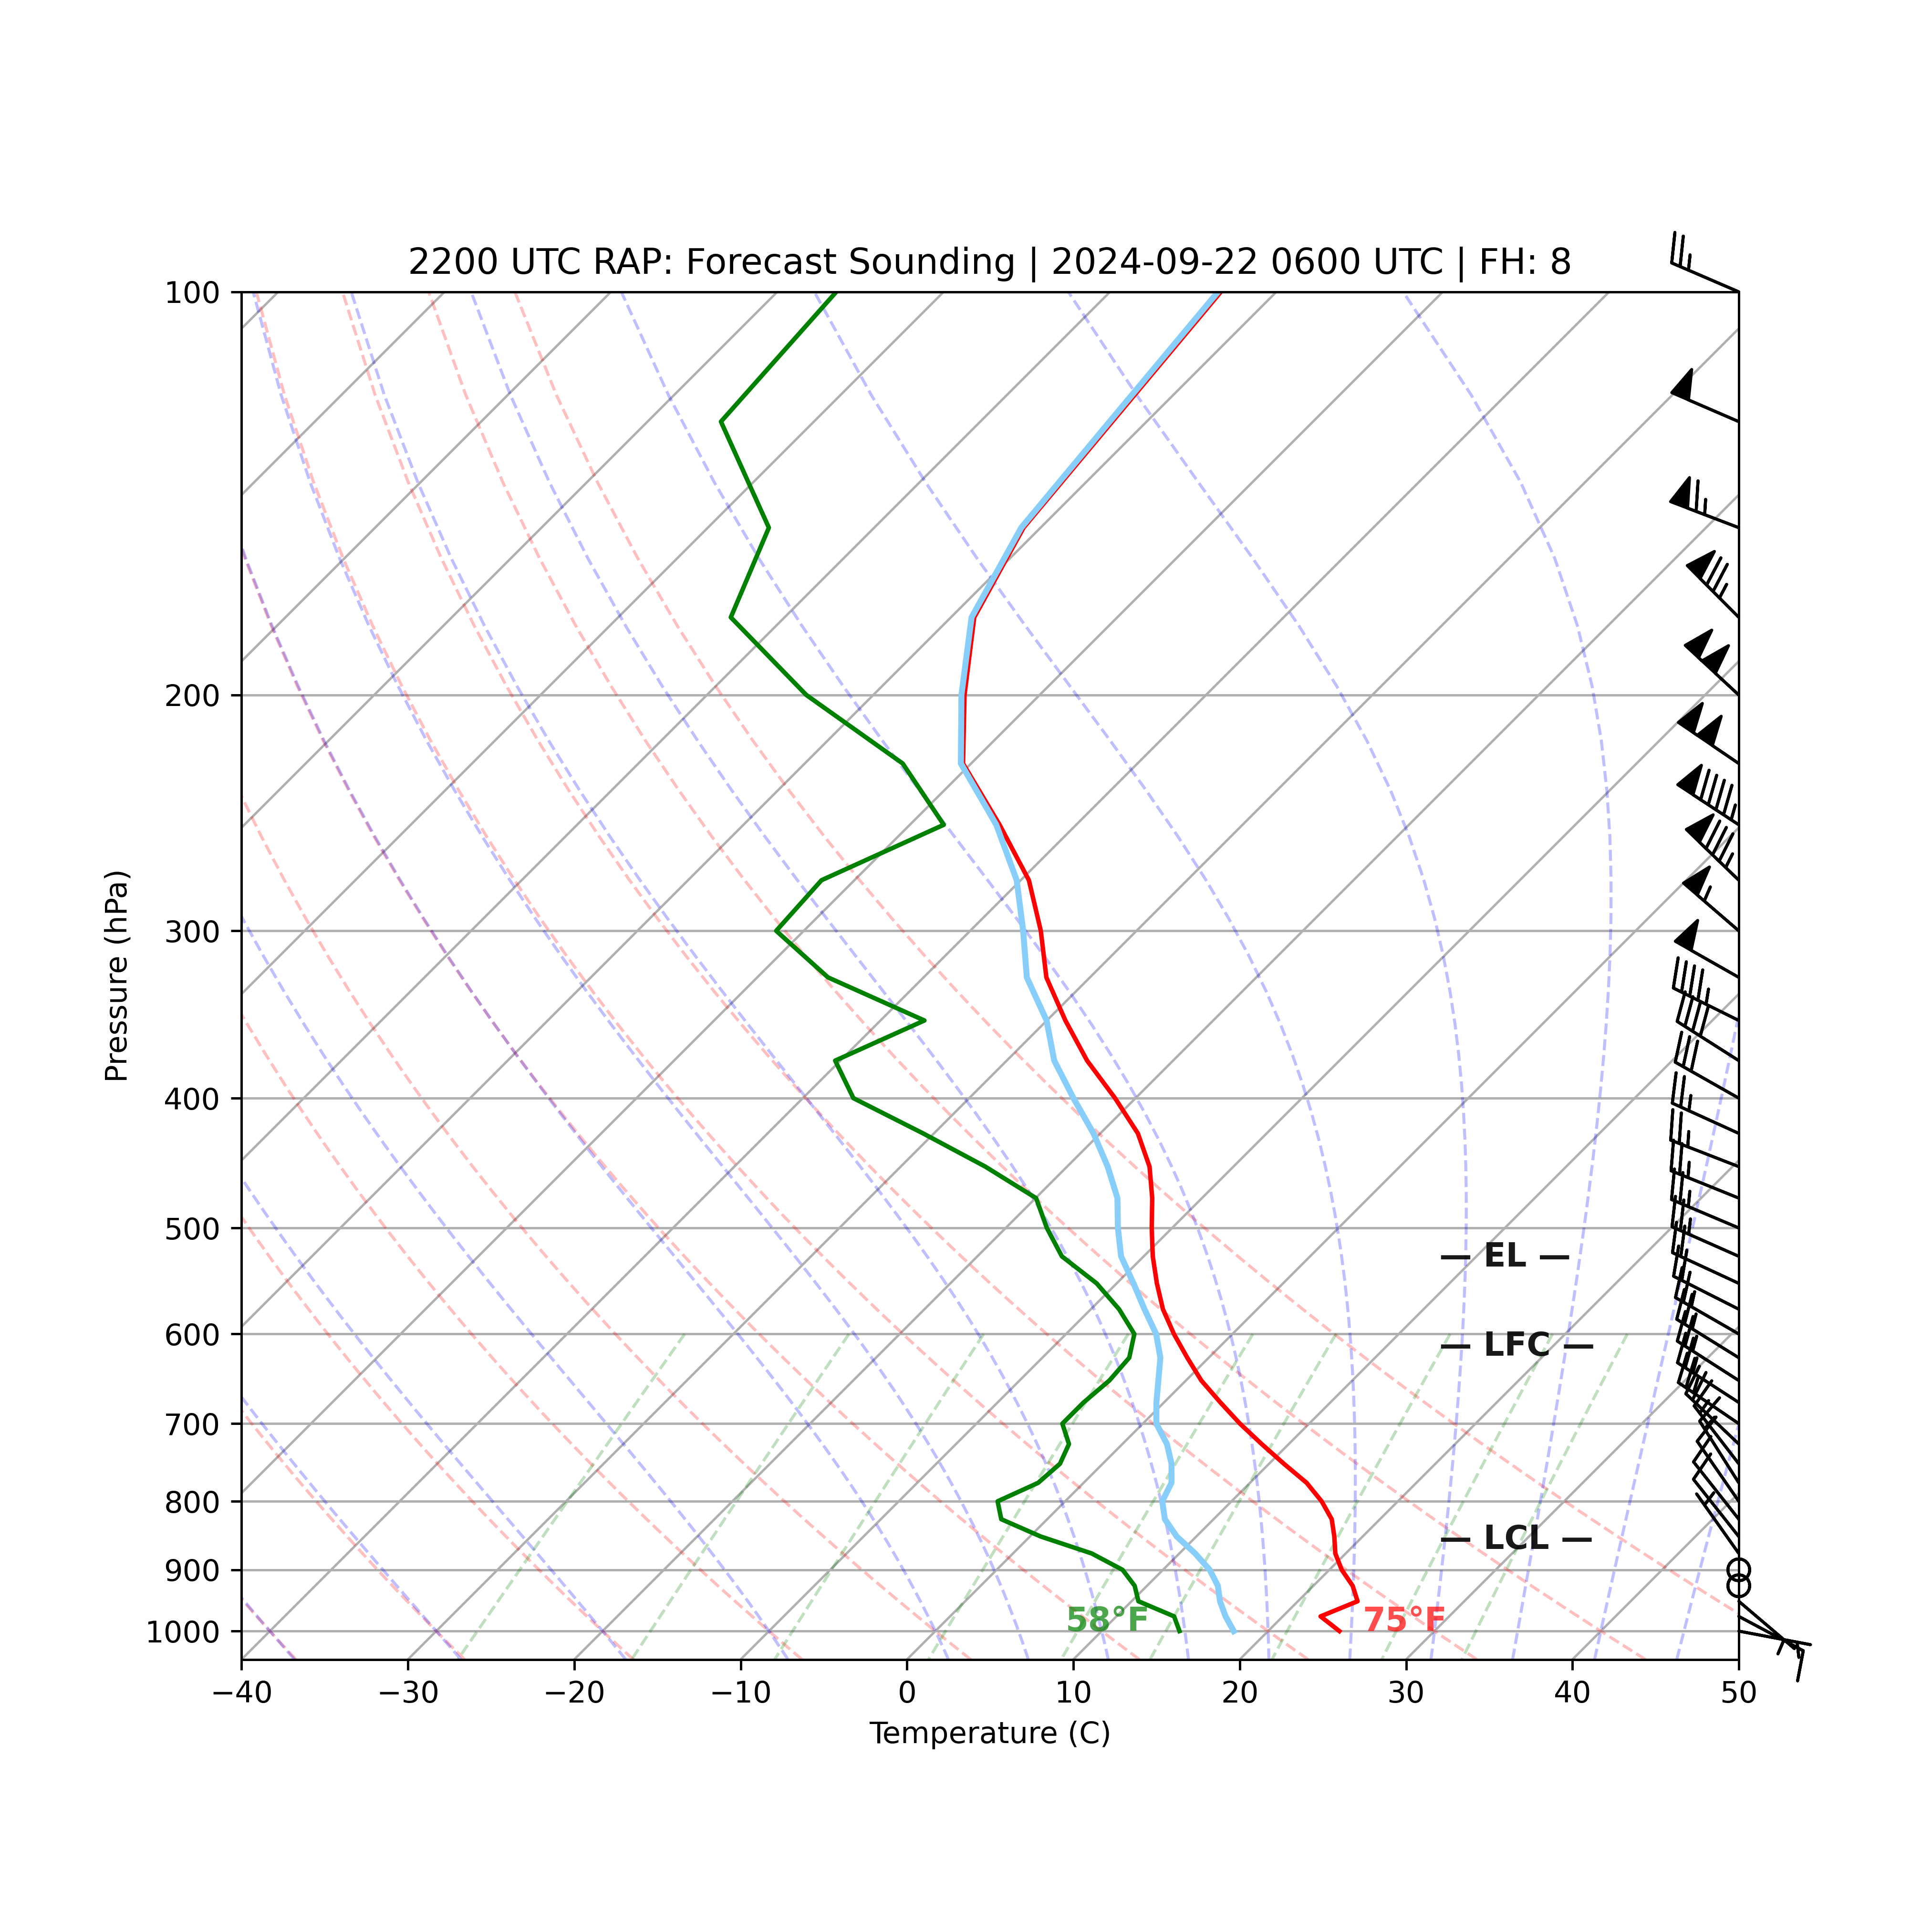 2200 UTC RAP: Forecast Sounding | 2024-09-22 0600 UTC | FH: 8
100
200
300
400
500
600
700
800
900
1000
Pressure (hPa)
— EL —
— LFC —
— LCL —
58°F
75°F
−40 −30 −20 −10 0 10 20 30 40 50
Temperature (C)